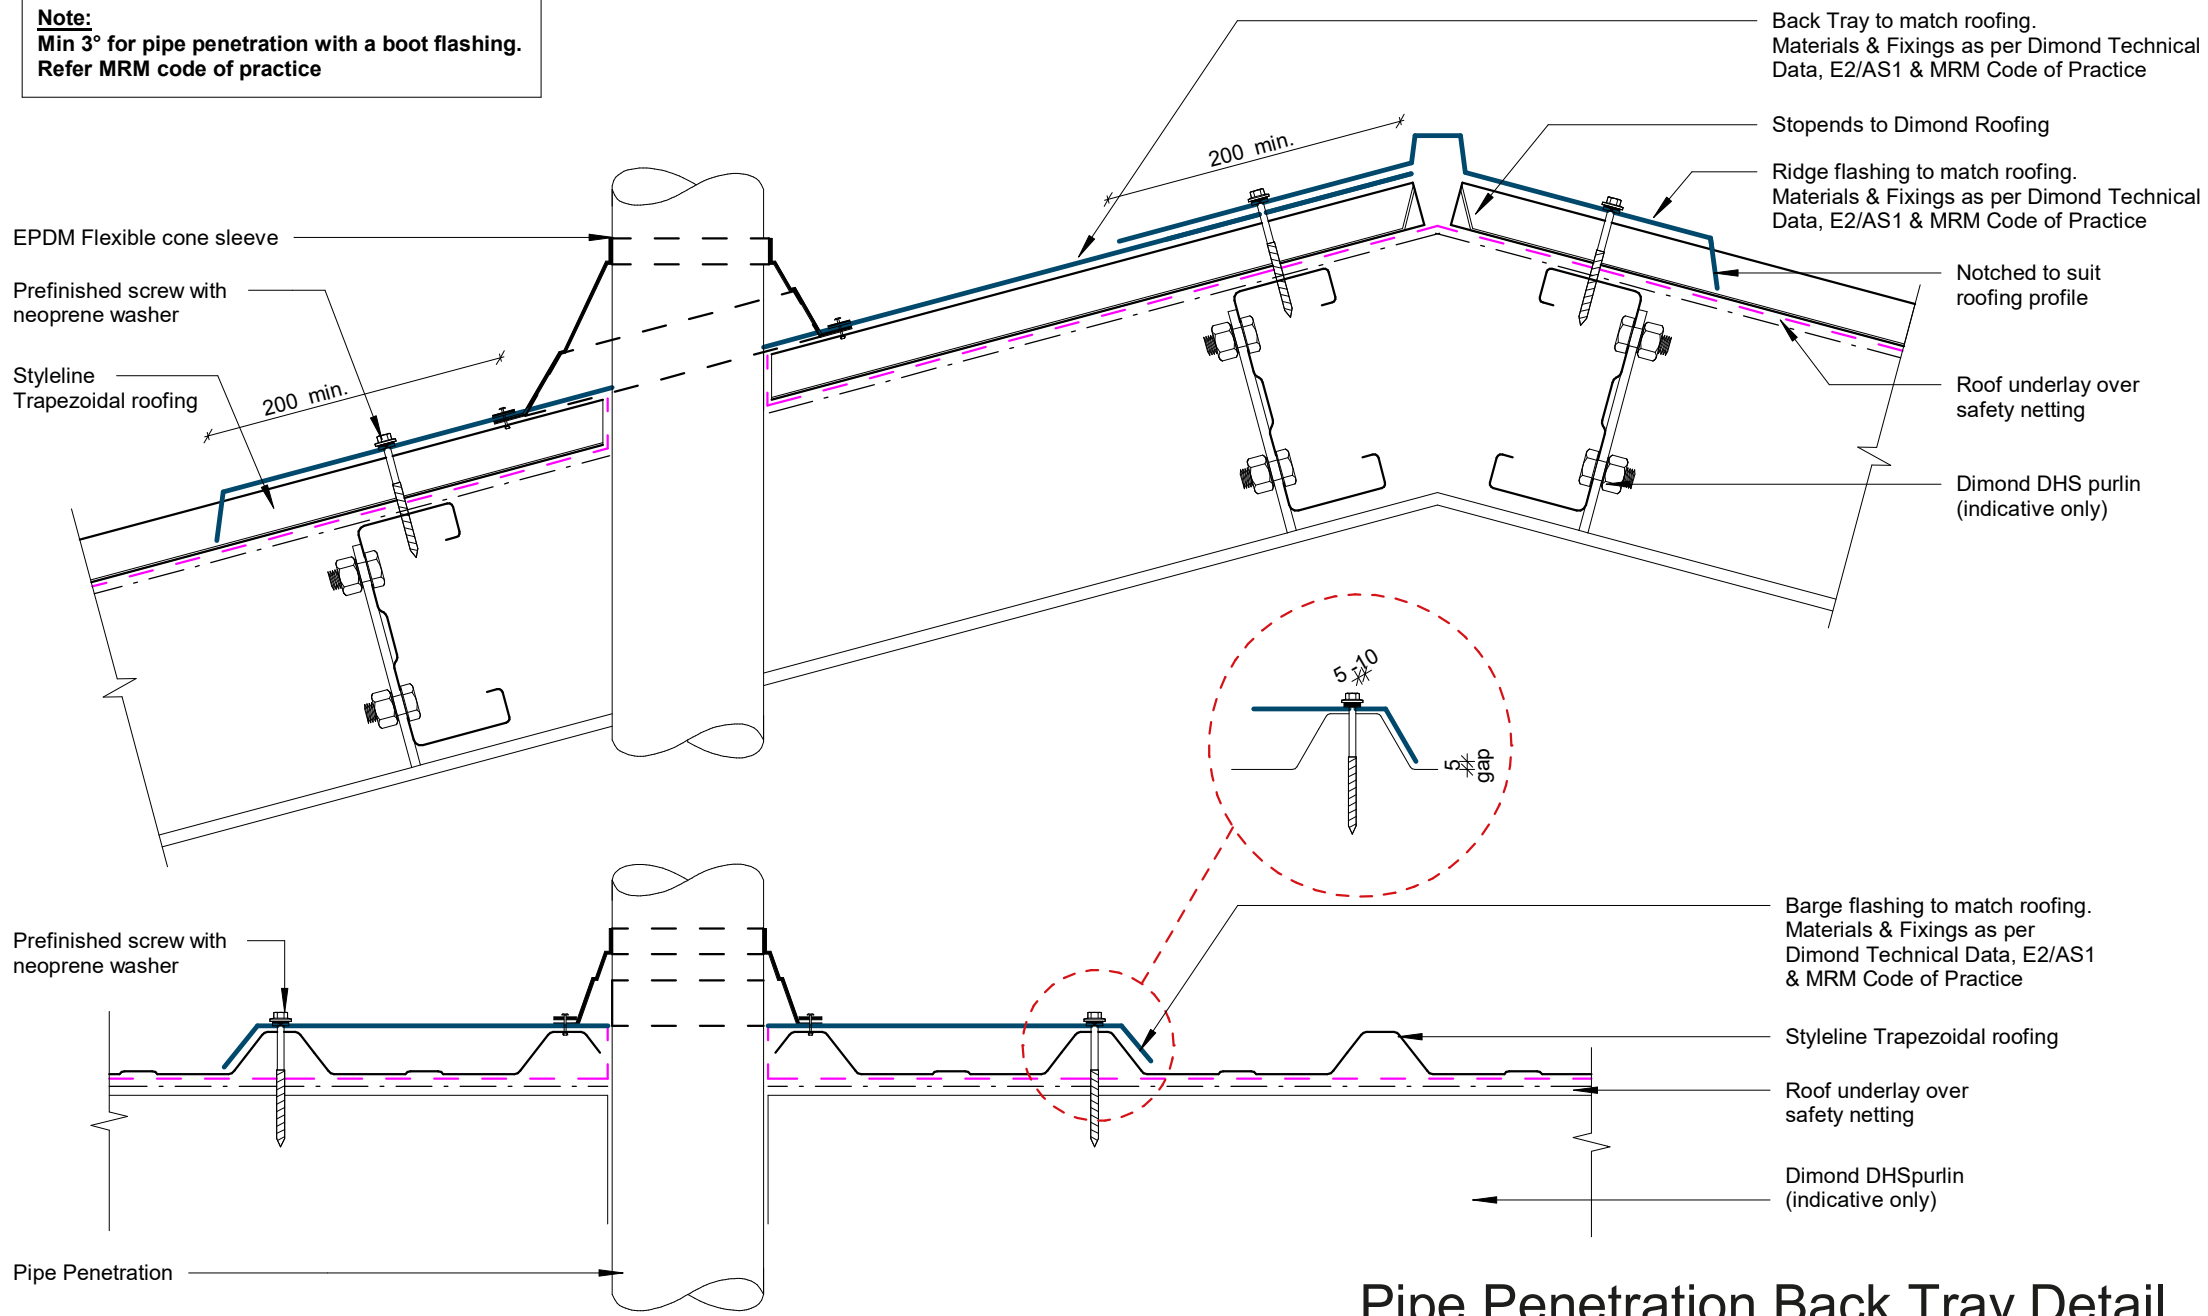 Note:
Min 3° for pipe penetration with a boot flashing.
Refer MRM code of practice
Back Tray to match roofing.
Materials & Fixings as per Dimond Technical
Data, E2/AS1 & MRM Code of Practice
Stopends to Dimond Roofing
200 min.
Ridge flashing to match roofing.
Materials & Fixings as per Dimond Technical
Data, E2/AS1 & MRM Code of Practice
EPDM Flexible cone sleeve
Notched to suit
roofing profile
Prefinished screw with
neoprene washer
Styleline
Trapezoidal roofing
200 min.
Roof underlay over
safety netting
Dimond DHS purlin
(indicative only)
5 -10
5
gap
Barge flashing to match roofing.
Materials & Fixings as per
Dimond Technical Data, E2/AS1
& MRM Code of Practice
Prefinished screw with
neoprene washer
Styleline Trapezoidal roofing
Roof underlay over
safety netting
Dimond DHSpurlin
(indicative only)
Pipe Penetration
Pipe Penetration Back Tray Detail